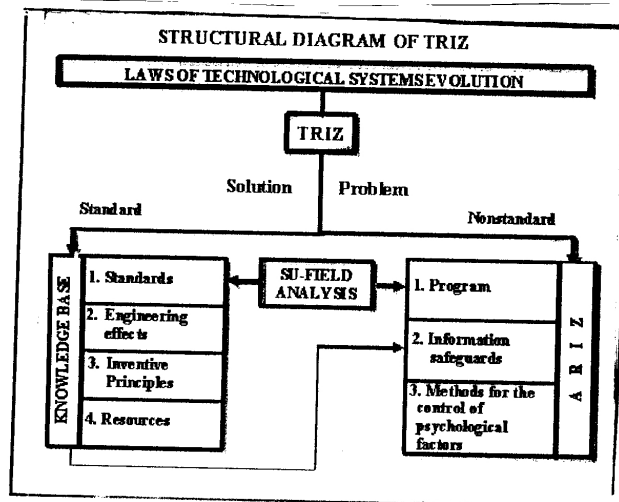 STRUCTURAL DIAGRAM OF TRIZ
LAWS OF TECHNOLOGICAL SYSTEMS EVOLUTION
TRIZ
Solution Problem
Standard
Nonstandard
KNOWLEDGE BASE
1. Standards
2. Engineering
effects
3. Inventive
Principles
4. Resources
SU-FIELD
ANALYSIS
1. Program
2. Information
safeguards
3. Methods for the
control of
psychological
factors
ARIZ